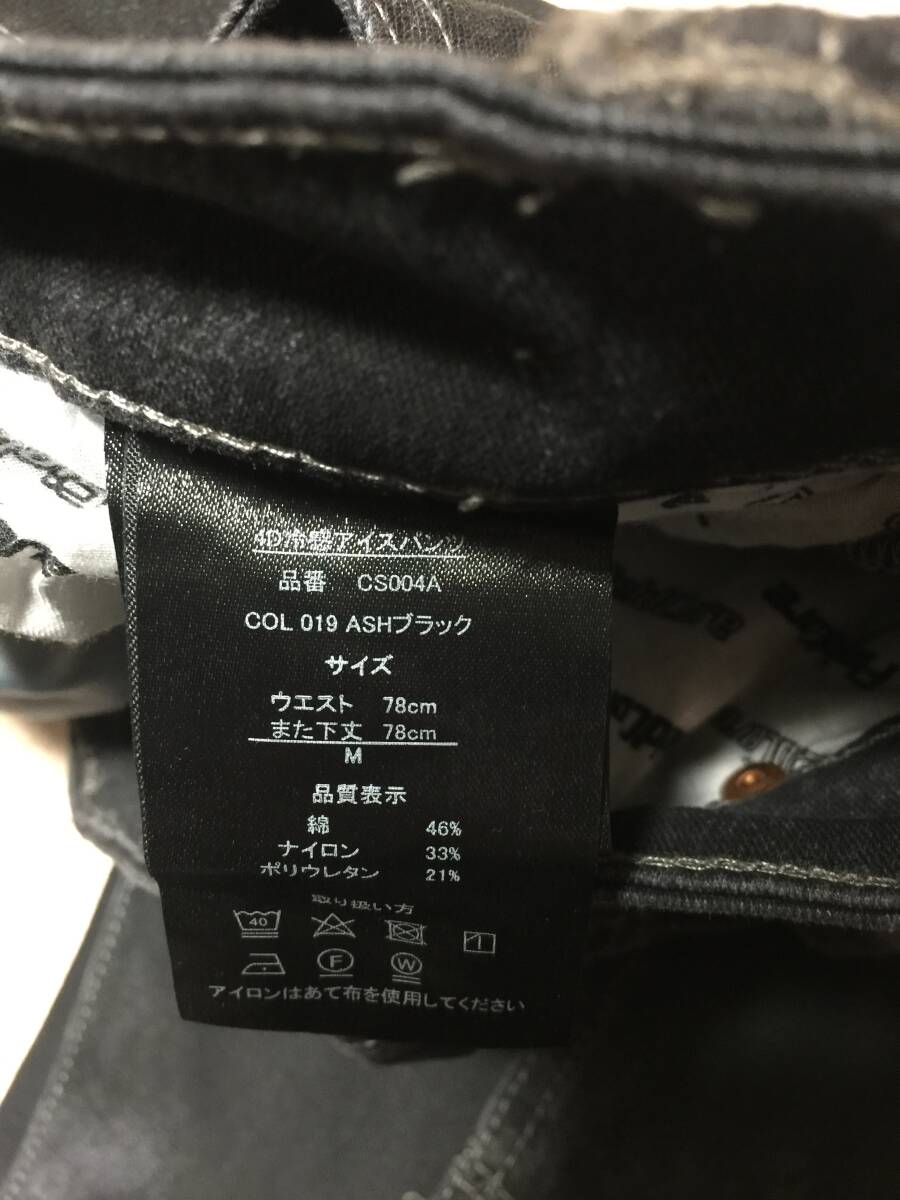 4D冷感アイスパンツ
品番 CS004A
COL 019 ASHブラック
サイズ
ウエスト 78cm
また下丈 78cm
M
品質表示
綿 46%
ナイロン 33%
ポリウレタン 21%
取り扱い方
40
F W
アイロンはあて布を使用してください